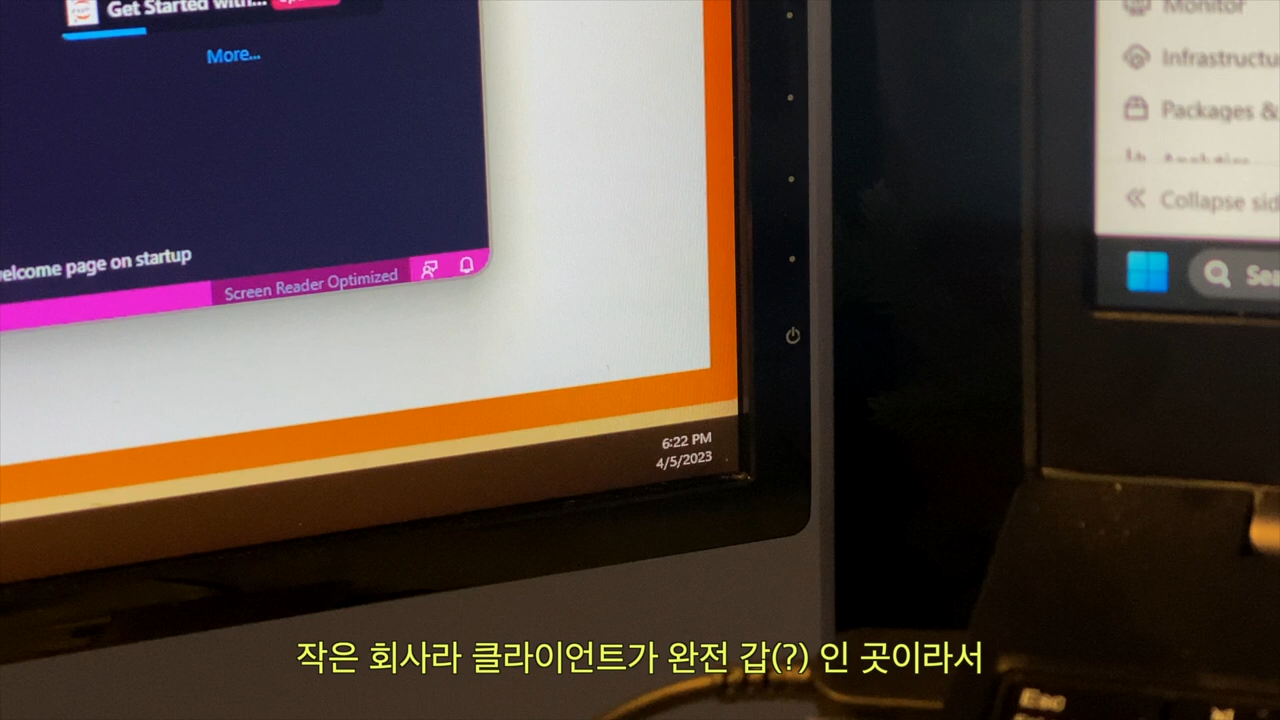 Get Started with...
More...
elcome page on startup
Screen Reader Optimized
6:22 PM
4/5/2023
Monitor
Infrastructu
Packages &
Analytics
Collapse sid
Sea
작은 회사라 클라이언트가 완전 갑(?) 인 곳이라서
Esc